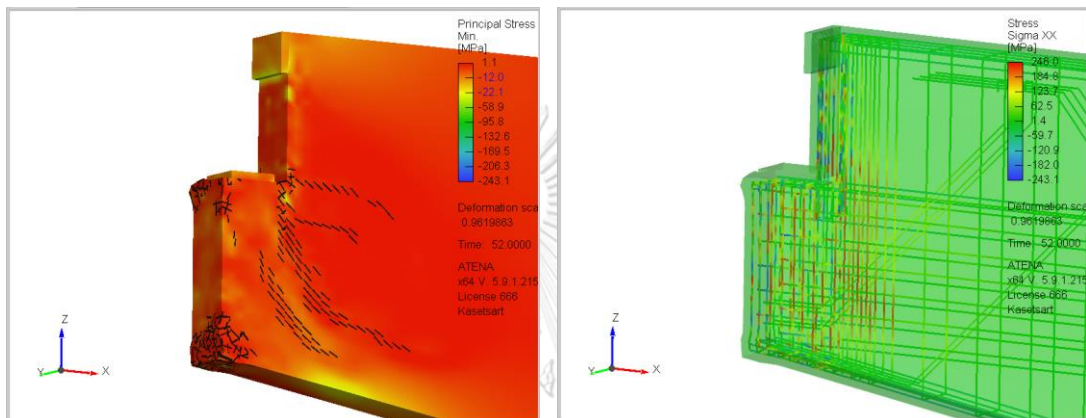 Principal Stress
Min.
[MPa]
1.1
-12.0
-22.1
-58.9
-95.8
-132.6
-169.5
-206.3
-243.1
Deformation sca
0.9619863
Time: 52.0000
ATENA
x64 V. 5.9.1.215
License 666
Kasetsart
Z
Y
X
Stress
Sigma XX
[MPa]
246.0
184.8
123.7
62.5
1.4
-59.7
-120.9
-182.0
-243.1
Deformation sca
0.9619863
Time: 52.0000
ATENA
x64 V. 5.9.1.215
License 666
Kasetsart
Z
Y
X